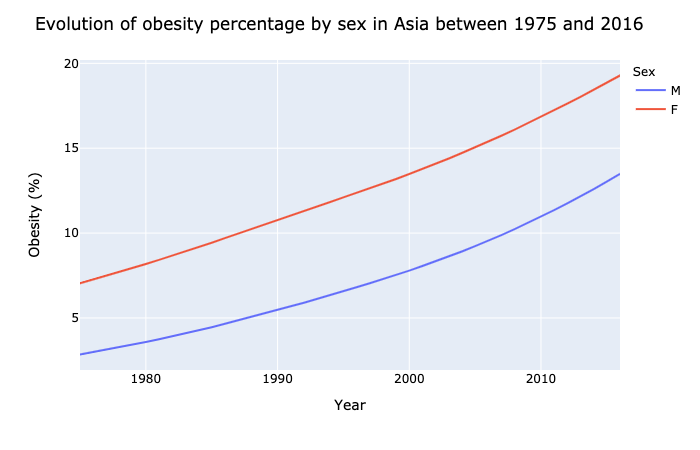 Evolution of obesity percentage by sex in Asia between 1975 and 2016
20
15
10
5
Obesity (%)
1980 1990 2000 2010
Year
Sex
M
F